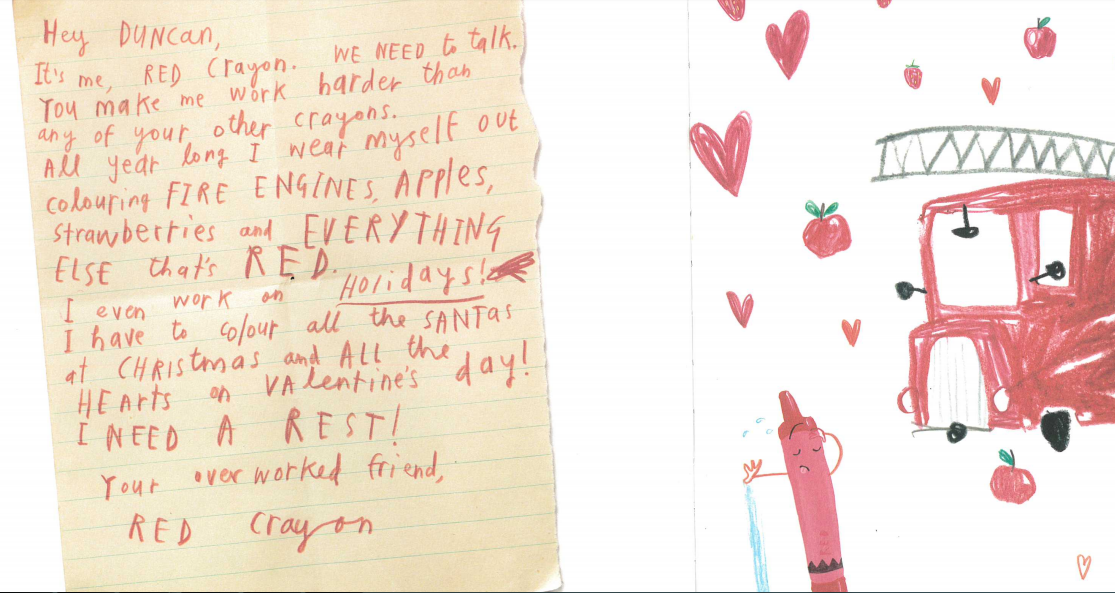 Hey DUNCan,
It's me, RED Crayon. WE NEED to talk.
You make me work harder than
any of your other crayons.
All year long I wear myself out
colouring FIRE ENGINES, Apples,
strawberries and EVERYTHING
ELSE that's RED.
I even work on Holidays!
I have to colour all the SANTas
at CHRIStmas and ALL the
HEArts on VAlentine's day!
I NEED A REST!
Your overworked friend,
RED Crayon
RED